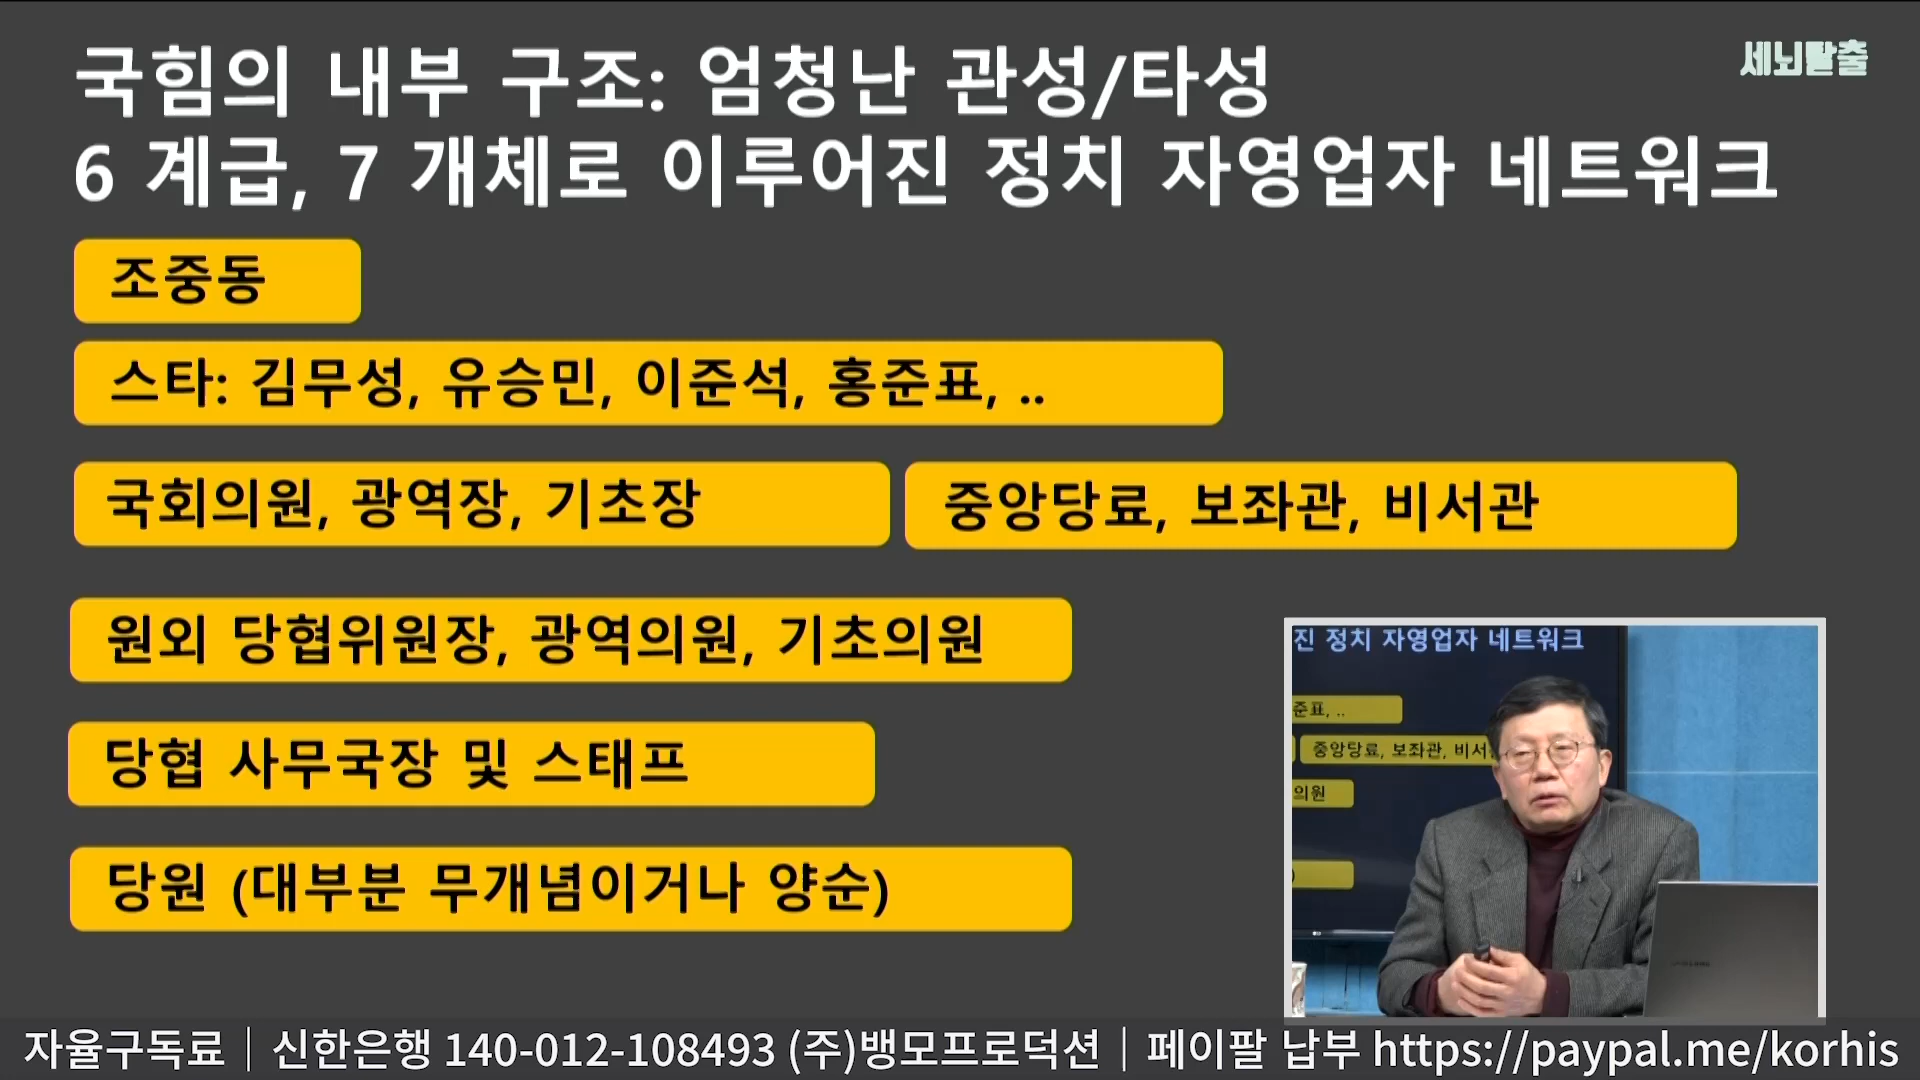 국힘의 내부 구조: 엄청난 관성/타성
세뇌탈출
6 계급, 7 개체로 이루어진 정치 자영업자 네트워크
조중동
스타: 김무성, 유승민, 이준석, 홍준표, ..
국회의원, 광역장, 기초장
중앙당료, 보좌관, 비서관
원외 당협위원장, 광역의원, 기초의원
당협 사무국장 및 스태프
당원 (대부분 무개념이거나 양순)
진 정치 자영업자 네트워크
준표, ..
중앙당료, 보좌관, 비서
의원
)
자율구독료│신한은행 140-012-108493 (주)뱅모프로덕션│페이팔 납부 https://paypal.me/korhis